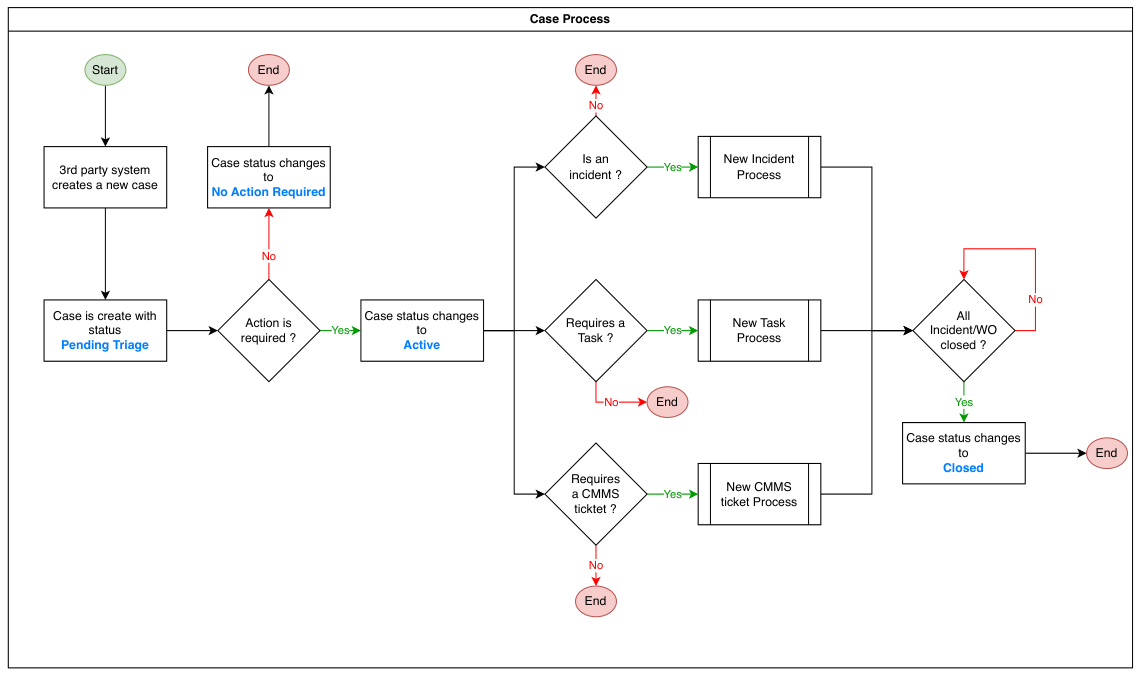 Case Process
Start
3rd party system
creates a new case
Case is create with
status
Pending Triage
Action is
required ?
No
Case status changes
to
No Action Required
End
Yes
Case status changes
to
Active
Is an
incident ?
No
End
Yes
New Incident
Process
Requires a
Task ?
No
End
Yes
New Task
Process
Requires
a CMMS
ticktet ?
No
End
Yes
New CMMS
ticket Process
All
Incident/WO
closed ?
No
Yes
Case status changes
to
Closed
End